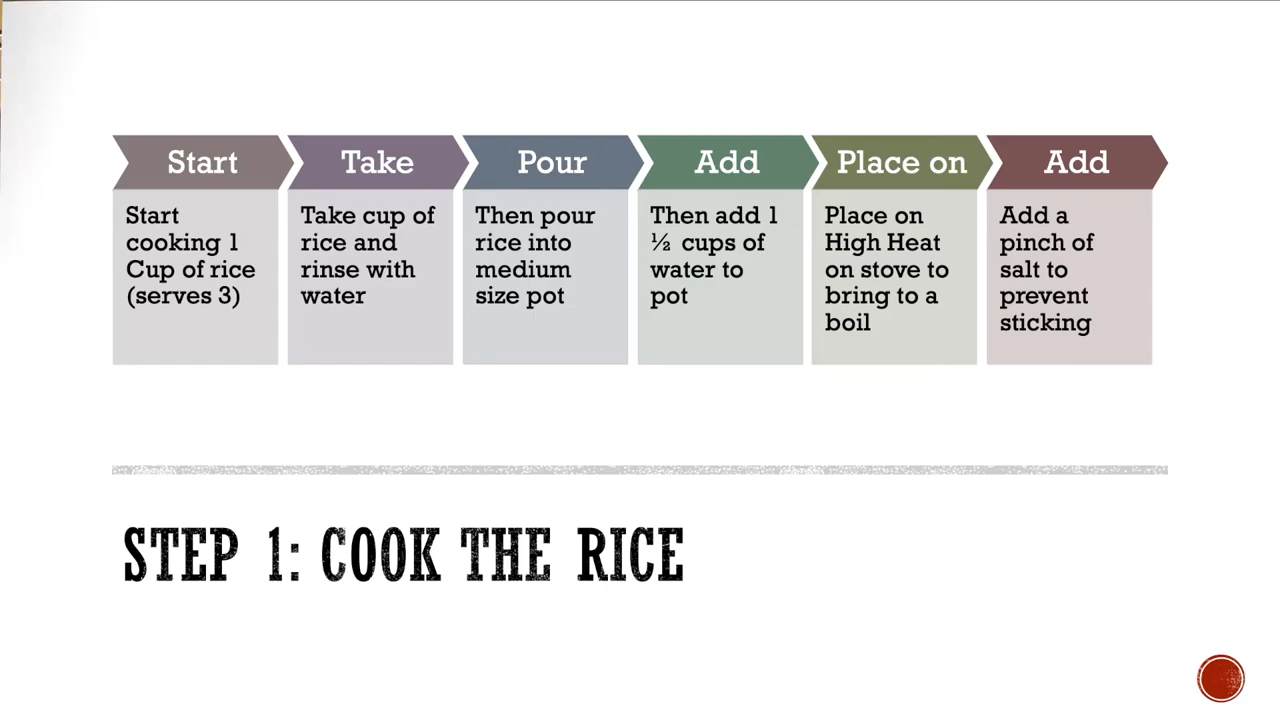 Start
Start
cooking 1
Cup of rice
(serves 3)
Take
Take cup of
rice and
rinse with
water
Pour
Then pour
rice into
medium
size pot
Add
Then add 1
½ cups of
water to
pot
Place on
Place on
High Heat
on stove to
bring to a
boil
Add
Add a
pinch of
salt to
prevent
sticking
STEP 1: COOK THE RICE